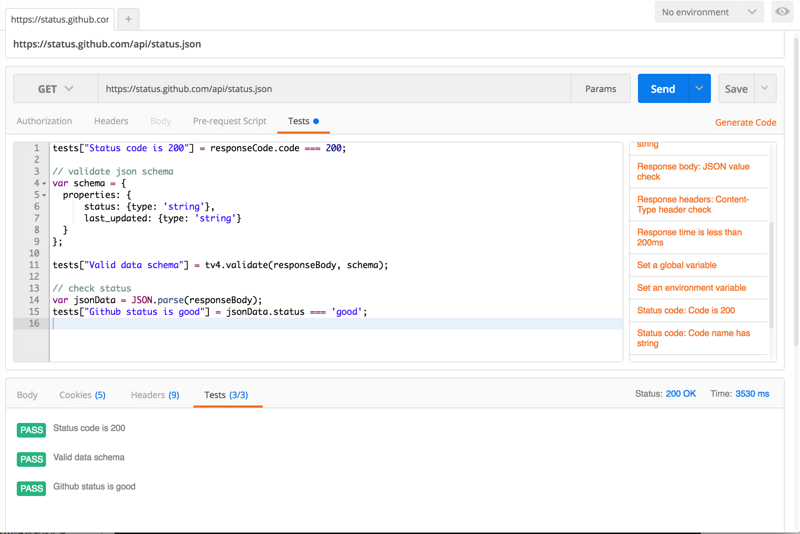 https://status.github.cor
+
No environment
https://status.github.com/api/status.json
GET
https://status.github.com/api/status.json
Params
Send
Save
Authorization
Headers
Body
Pre-request Script
Tests
Generate Code
1 tests["Status code is 200"] = responseCode.code === 200;
2
3 // validate json schema
4 var schema = {
5 properties: {
6 status: {type: 'string'},
7 last_updated: {type: 'string'}
8 }
9 };
10
11 tests["Valid data schema"] = tv4.validate(responseBody, schema);
12
13 // check status
14 var jsonData = JSON.parse(responseBody);
15 tests["Github status is good"] = jsonData.status === 'good';
16
string
Response body: JSON value
check
Response headers: Content-
Type header check
Response time is less than
200ms
Set a global variable
Set an environment variable
Status code: Code is 200
Status code: Code name has
string
Body
Cookies (5)
Headers (9)
Tests (3/3)
Status: 200 OK
Time: 3530 ms
PASS Status code is 200
PASS Valid data schema
PASS Github status is good